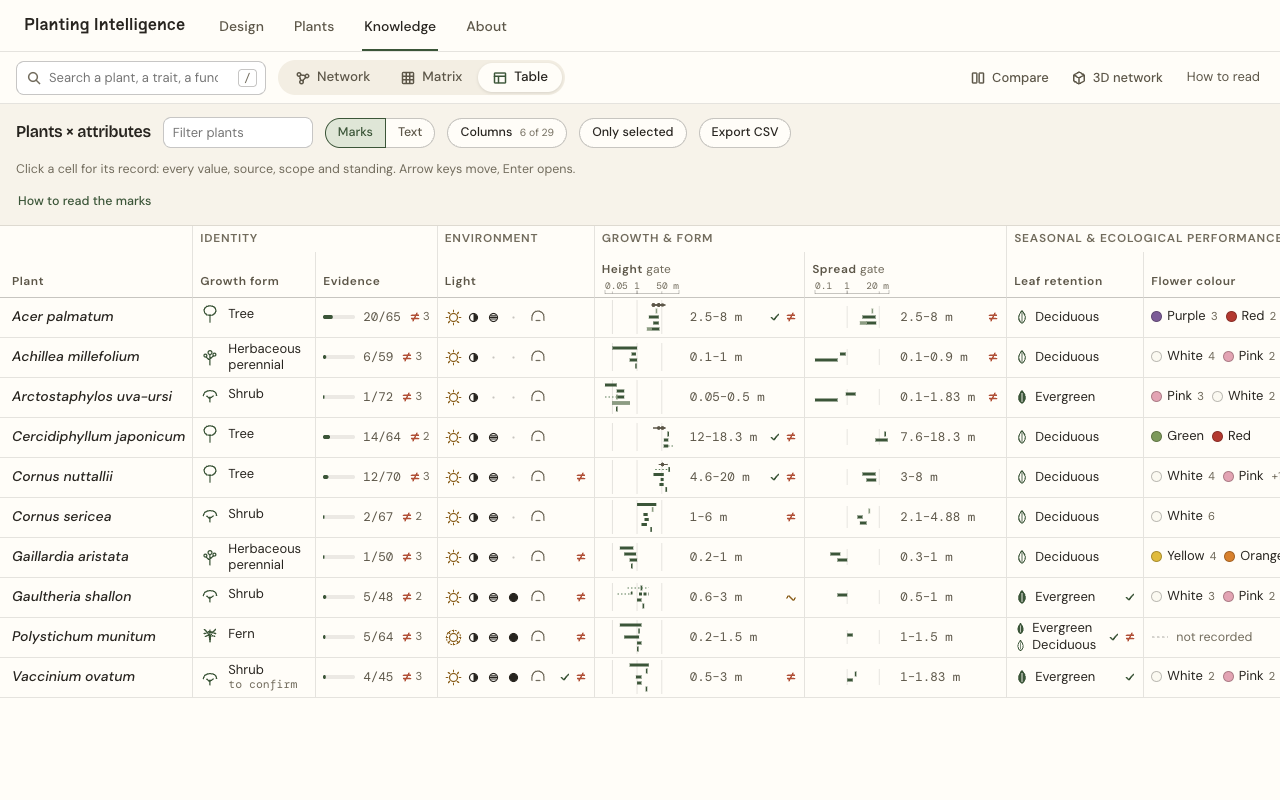 Planting Intelligence Design Plants Knowledge About
Search a plant, a trait, a func / Network Matrix Table Compare 3D network How to read
Plants × attributes Filter plants Marks Text Columns 6 of 29 Only selected Export CSV
Click a cell for its record: every value, source, scope and standing. Arrow keys move, Enter opens.
How to read the marks
IDENTITY ENVIRONMENT GROWTH & FORM SEASONAL & ECOLOGICAL PERFORMANCE
Plant Growth form Evidence Light Height gate Spread gate Leaf retention Flower colour
0.05 1 50 m 0.1 1 20 m
Acer palmatum Tree 20/65 ≠ 3 2.5–8 m ✓ ≠ 2.5–8 m ≠ Deciduous Purple 3 Red 2
Achillea millefolium Herbaceous perennial 6/59 ≠ 3 0.1–1 m 0.1–0.9 m ≠ Deciduous White 4 Pink 2
Arctostaphylos uva-ursi Shrub 1/72 ≠ 3 0.05–0.5 m 0.1–1.83 m ≠ Evergreen Pink 3 White 2
Cercidiphyllum japonicum Tree 14/64 ≠ 2 12–18.3 m ✓ ≠ 7.6–18.3 m Deciduous Green Red
Cornus nuttallii Tree 12/70 ≠ 3 ≠ 4.6–20 m ✓ ≠ 3–8 m Deciduous White 4 Pink
Cornus sericea Shrub 2/67 ≠ 2 1–6 m ≠ 2.1–4.88 m Deciduous White 6
Gaillardia aristata Herbaceous perennial 1/50 ≠ 3 ≠ 0.2–1 m 0.3–1 m Deciduous Yellow 4 Orange
Gaultheria shallon Shrub 5/48 ≠ 2 ≠ 0.6–3 m ~ 0.5–1 m Evergreen ✓ White 3 Pink 2
Polystichum munitum Fern 5/64 ≠ 3 ≠ 0.2–1.5 m 1–1.5 m Evergreen Deciduous ✓ ≠ not recorded
Vaccinium ovatum Shrub to confirm 4/45 ≠ 3 ✓ ≠ 0.5–3 m ≠ 1–1.83 m Evergreen ✓ White 2 Pink 2